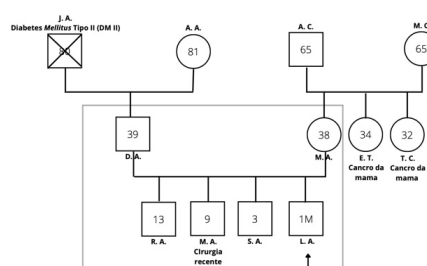 J. A.
Diabetes Mellitus Tipo II (DM II)
A. A.
A. C.
M. C
80
81
65
65
39
38
34
32
D. A.
M. A.
E. T.
Cancro da
mama
T. C.
Cancro da
mama
13
9
3
1M
R. A.
M. A.
Cirurgia
recente
S. A.
L. A.